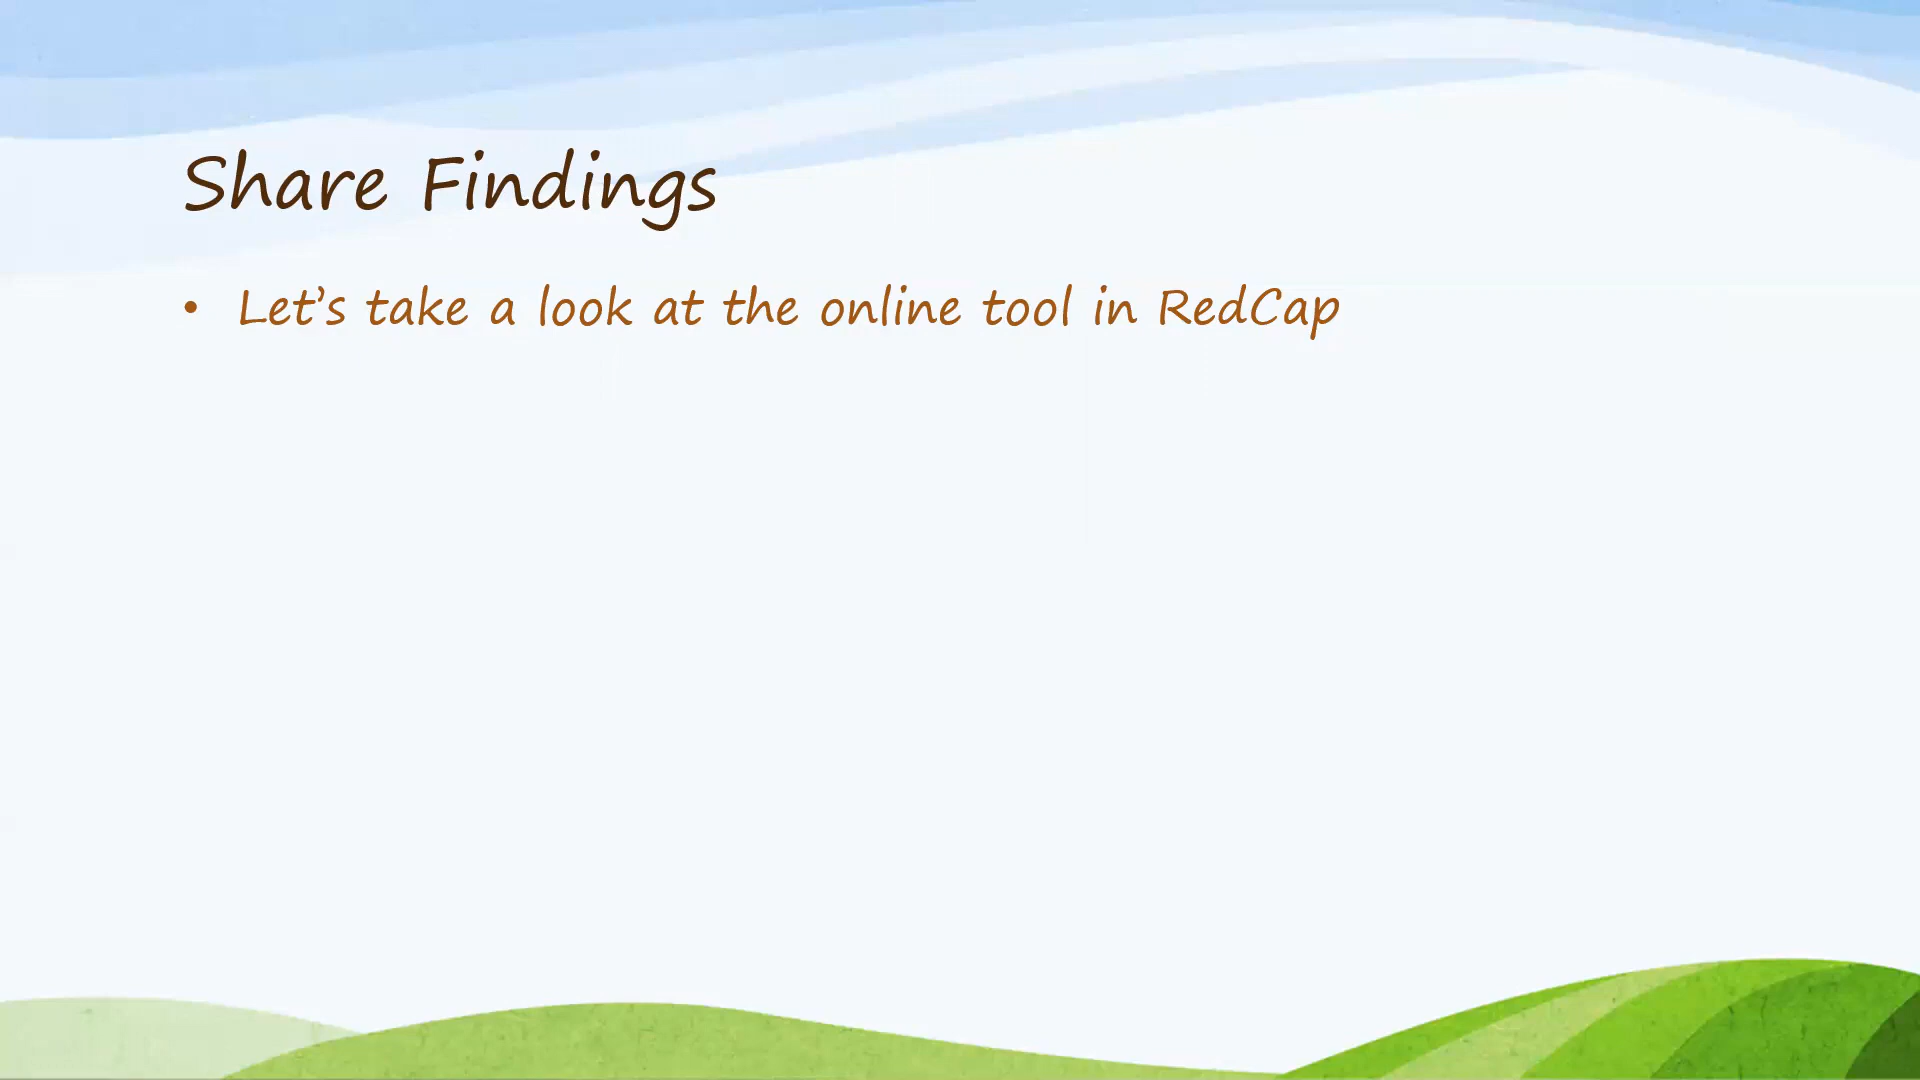 Share Findings
• Let’s take a look at the online tool in RedCap